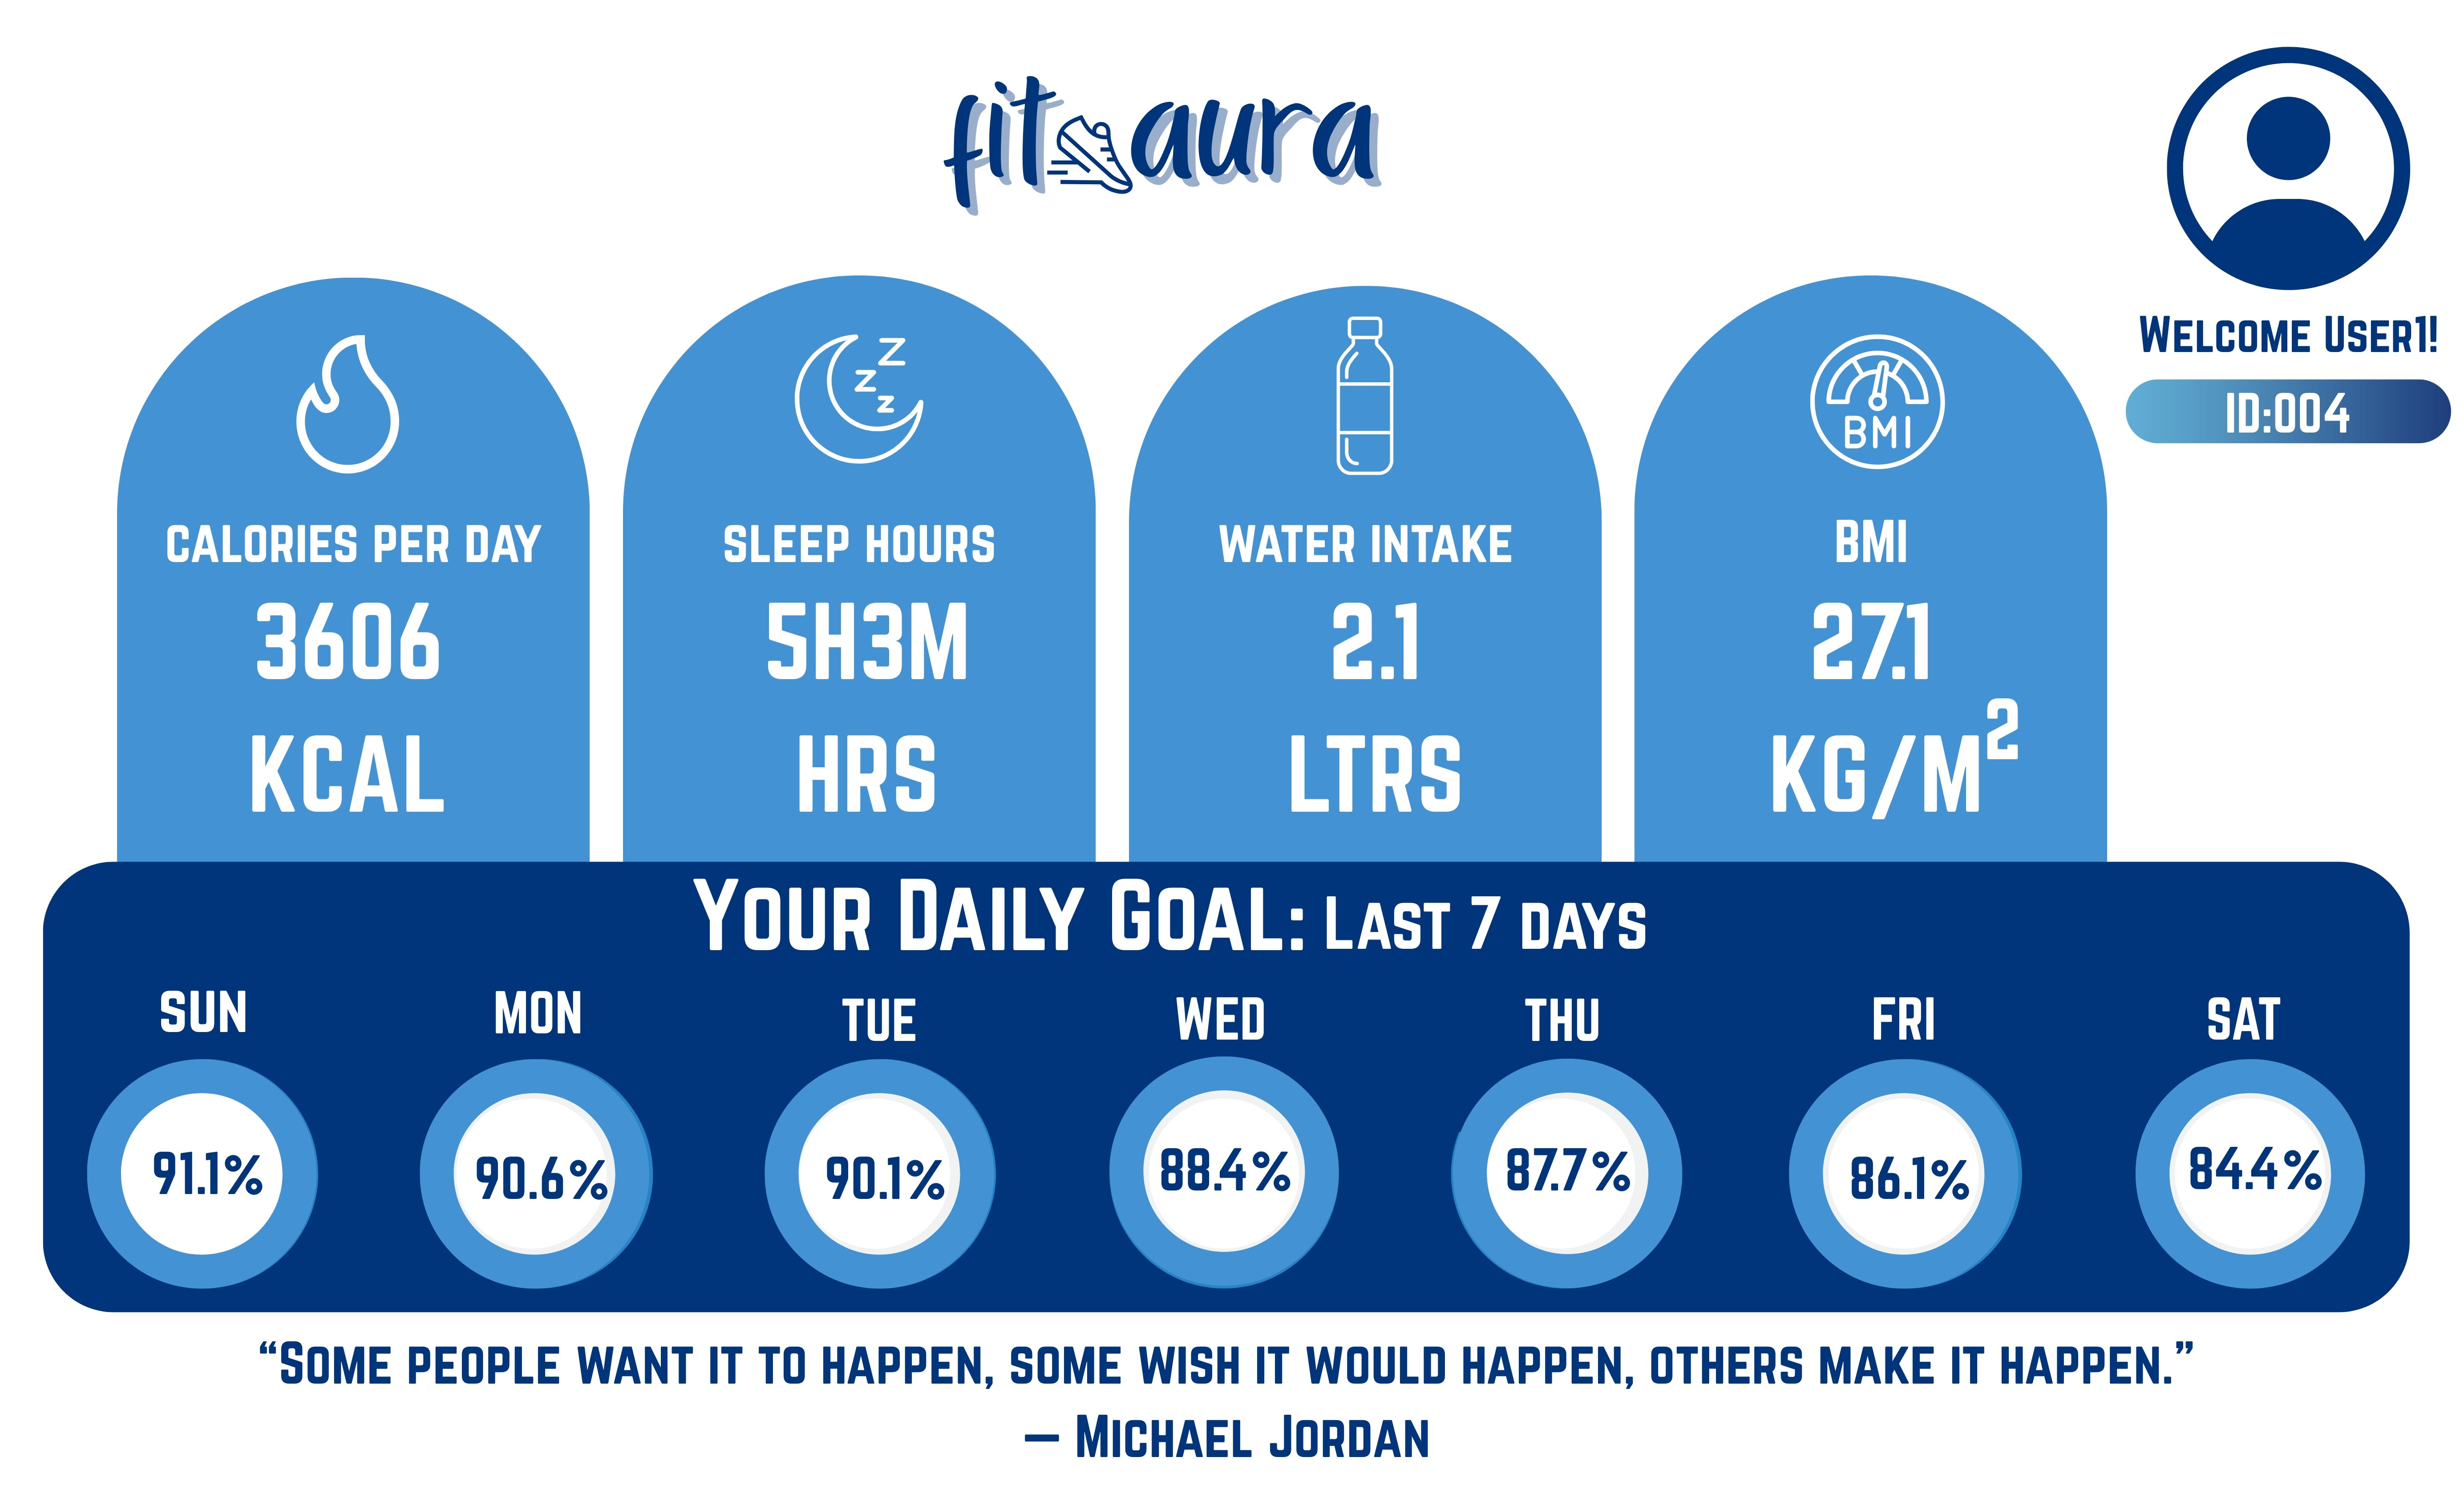 fit aura
WELCOME USER1!
ID:004
Z
Z
Z
BMI
CALORIES PER DAY
3606
KCAL
SLEEP HOURS
5H3M
HRS
WATER INTAKE
2.1
LTRS
BMI
27.1
KG/M²
YOUR DAILY GOAL: LAST 7 DAYS
SUN
MON
TUE
WED
THU
FRI
SAT
91.1%
90.6%
90.1%
88.4%
87.7%
86.1%
84.4%
“SOME PEOPLE WANT IT TO HAPPEN, SOME WISH IT WOULD HAPPEN, OTHERS MAKE IT HAPPEN.”
— MICHAEL JORDAN